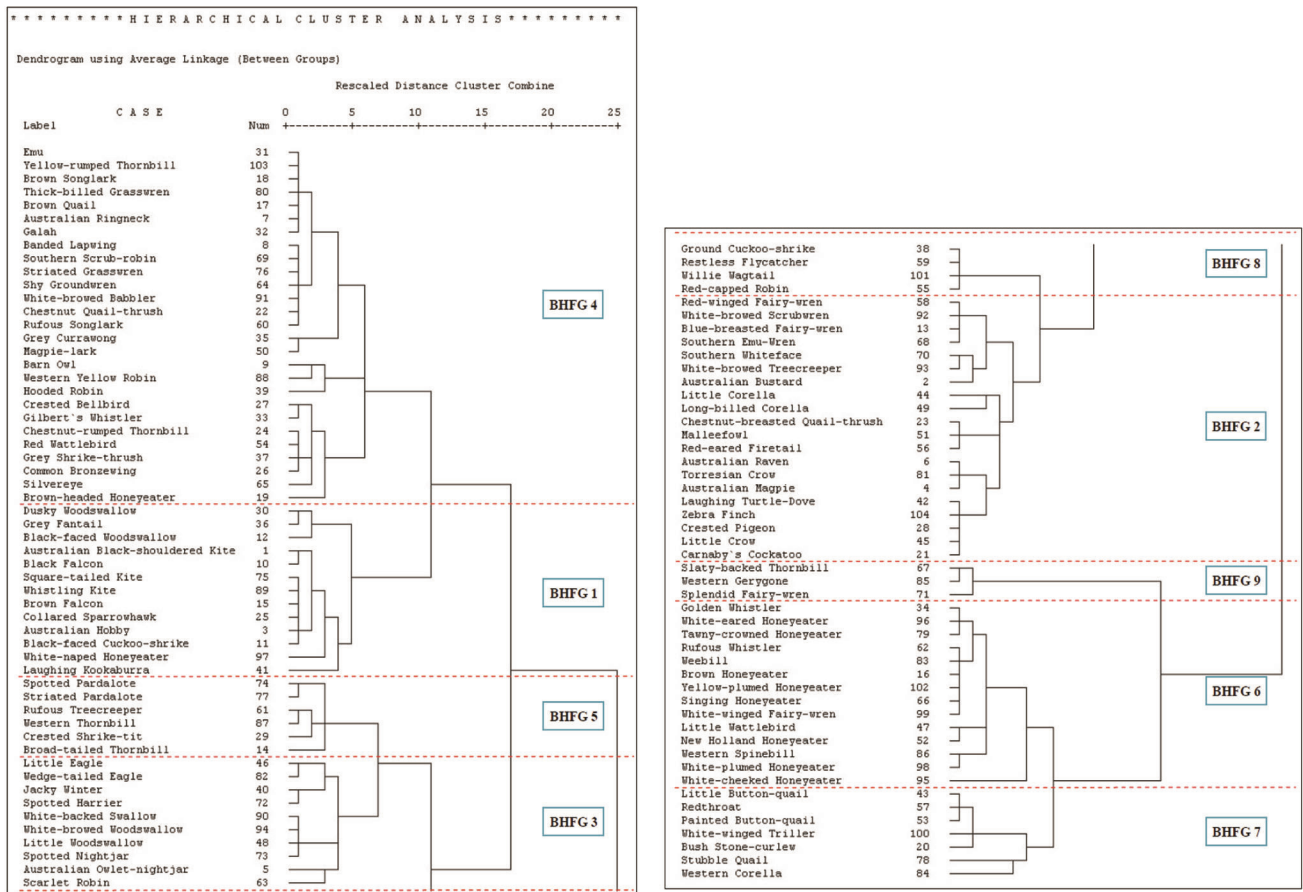 * * * * * * * * * H I E R A R C H I C A L   C L U S T E R   A N A L Y S I S * * * * * * * * *
Dendrogram using Average Linkage (Between Groups)
Rescaled Distance Cluster Combine
C A S E 0 5 10 15 20 25
Label Num
Emu 31
Yellow-rumped Thornbill 103
Brown Songlark 18
Thick-billed Grasswren 80
Brown Quail 17
Australian Ringneck 7
Galah 32
Banded Lapwing 8
Southern Scrub-robin 69
Striated Grasswren 76
Shy Groundwren 64
White-browed Babbler 91
BHFG 4
Chestnut Quail-thrush 22
Rufous Songlark 60
Grey Currawong 35
Magpie-lark 50
Barn Owl 9
Western Yellow Robin 88
Hooded Robin 39
Crested Bellbird 27
Gilbert`s Whistler 33
Chestnut-rumped Thornbill 24
Red Wattlebird 54
Grey Shrike-thrush 37
Common Bronzewing 26
Silvereye 65
Brown-headed Honeyeater 19
Dusky Woodswallow 30
Grey Fantail 36
Black-faced Woodswallow 12
Australian Black-shouldered Kite 1
Black Falcon 10
Square-tailed Kite 75
Whistling Kite 89
BHFG 1
Brown Falcon 15
Collared Sparrowhawk 25
Australian Hobby 3
Black-faced Cuckoo-shrike 11
White-naped Honeyeater 97
Laughing Kookaburra 41
Spotted Pardalote 74
Striated Pardalote 77
Rufous Treecreeper 61
BHFG 5
Western Thornbill 87
Crested Shrike-tit 29
Broad-tailed Thornbill 14
Little Eagle 46
Wedge-tailed Eagle 82
Jacky Winter 40
Spotted Harrier 72
White-backed Swallow 90
BHFG 3
White-browed Woodswallow 94
Little Woodswallow 48
Spotted Nightjar 73
Australian Owlet-nightjar 5
Scarlet Robin 63
Ground Cuckoo-shrike 38
Restless Flycatcher 59
BHFG 8
Willie Wagtail 101
Red-capped Robin 55
Red-winged Fairy-wren 58
White-browed Scrubwren 92
Blue-breasted Fairy-wren 13
Southern Emu-Wren 68
Southern Whiteface 70
White-browed Treecreeper 93
Australian Bustard 2
Little Corella 44
Long-billed Corella 49
Chestnut-breasted Quail-thrush 23
BHFG 2
Malleefowl 51
Red-eared Firetail 56
Australian Raven 6
Torresian Crow 81
Australian Magpie 4
Laughing Turtle-Dove 42
Zebra Finch 104
Crested Pigeon 28
Little Crow 45
Carnaby`s Cockatoo 21
Slaty-backed Thornbill 67
Western Gerygone 85
BHFG 9
Splendid Fairy-wren 71
Golden Whistler 34
White-eared Honeyeater 96
Tawny-crowned Honeyeater 79
Rufous Whistler 62
Weebill 83
Brown Honeyeater 16
Yellow-plumed Honeyeater 102
BHFG 6
Singing Honeyeater 66
White-winged Fairy-wren 99
Little Wattlebird 47
New Holland Honeyeater 52
Western Spinebill 86
White-plumed Honeyeater 98
White-cheeked Honeyeater 95
Little Button-quail 43
Redthroat 57
Painted Button-quail 53
White-winged Triller 100
BHFG 7
Bush Stone-curlew 20
Stubble Quail 78
Western Corella 84